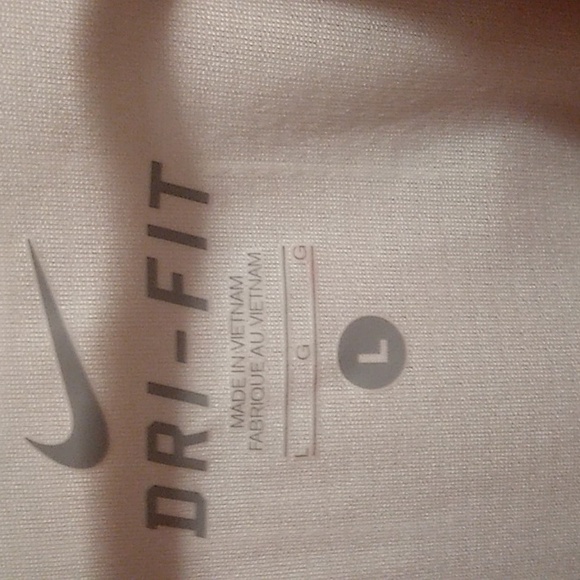 DRI-FIT
MADE IN VIETNAM
FABRIQUE AU VIETNAM
L G G
L